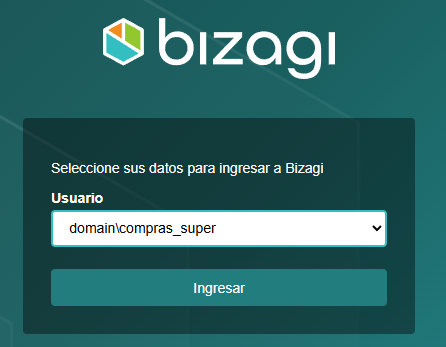 bizagi
Seleccione sus datos para ingresar a Bizagi
Usuario
domain\compras_super
Ingresar